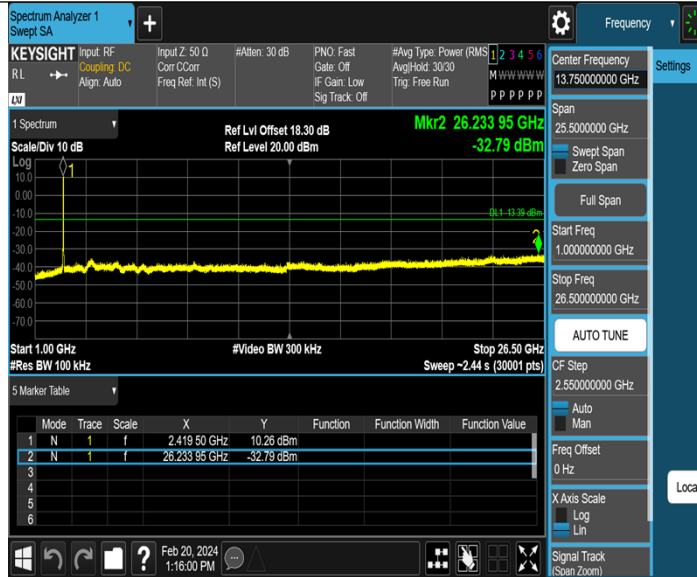 Spectrum Analyzer 1
Swept SA
+
Frequency
KEYSIGHT
RL
LXI
Input: RF
Coupling: DC
Align: Auto
Input Z: 50 Ω
Corr CCorr
Freq Ref: Int (S)
#Atten: 30 dB
PNO: Fast
Gate: Off
IF Gain: Low
Sig Track: Off
#Avg Type: Power (RMS
Avg|Hold: 30/30
Trig: Free Run
1 2 3 4 5 6
M W W W W W
P P P P P P
1 Spectrum
Scale/Div 10 dB
Ref Lvl Offset 18.30 dB
Ref Level 20.00 dBm
Mkr2 26.233 95 GHz
-32.79 dBm
Log
1
10.0
0.00
-10.0
DL1 -13.39 dBm
-20.0
2
-30.0
-40.0
-50.0
-60.0
-70.0
Start 1.00 GHz
#Res BW 100 kHz
#Video BW 300 kHz
Stop 26.50 GHz
Sweep ~2.44 s (30001 pts)
5 Marker Table
Mode Trace Scale X Y Function Function Width Function Value
1 N 1 f 2.419 50 GHz 10.26 dBm
2 N 1 f 26.233 95 GHz -32.79 dBm
3
4
5
6
?
Feb 20, 2024
1:16:00 PM
Center Frequency
13.750000000 GHz
Settings
Span
25.5000000 GHz
Swept Span
Zero Span
Full Span
Start Freq
1.000000000 GHz
Stop Freq
26.500000000 GHz
AUTO TUNE
CF Step
2.550000000 GHz
Auto
Man
Freq Offset
0 Hz
Loca
X Axis Scale
Log
Lin
Signal Track
(Span Zoom)